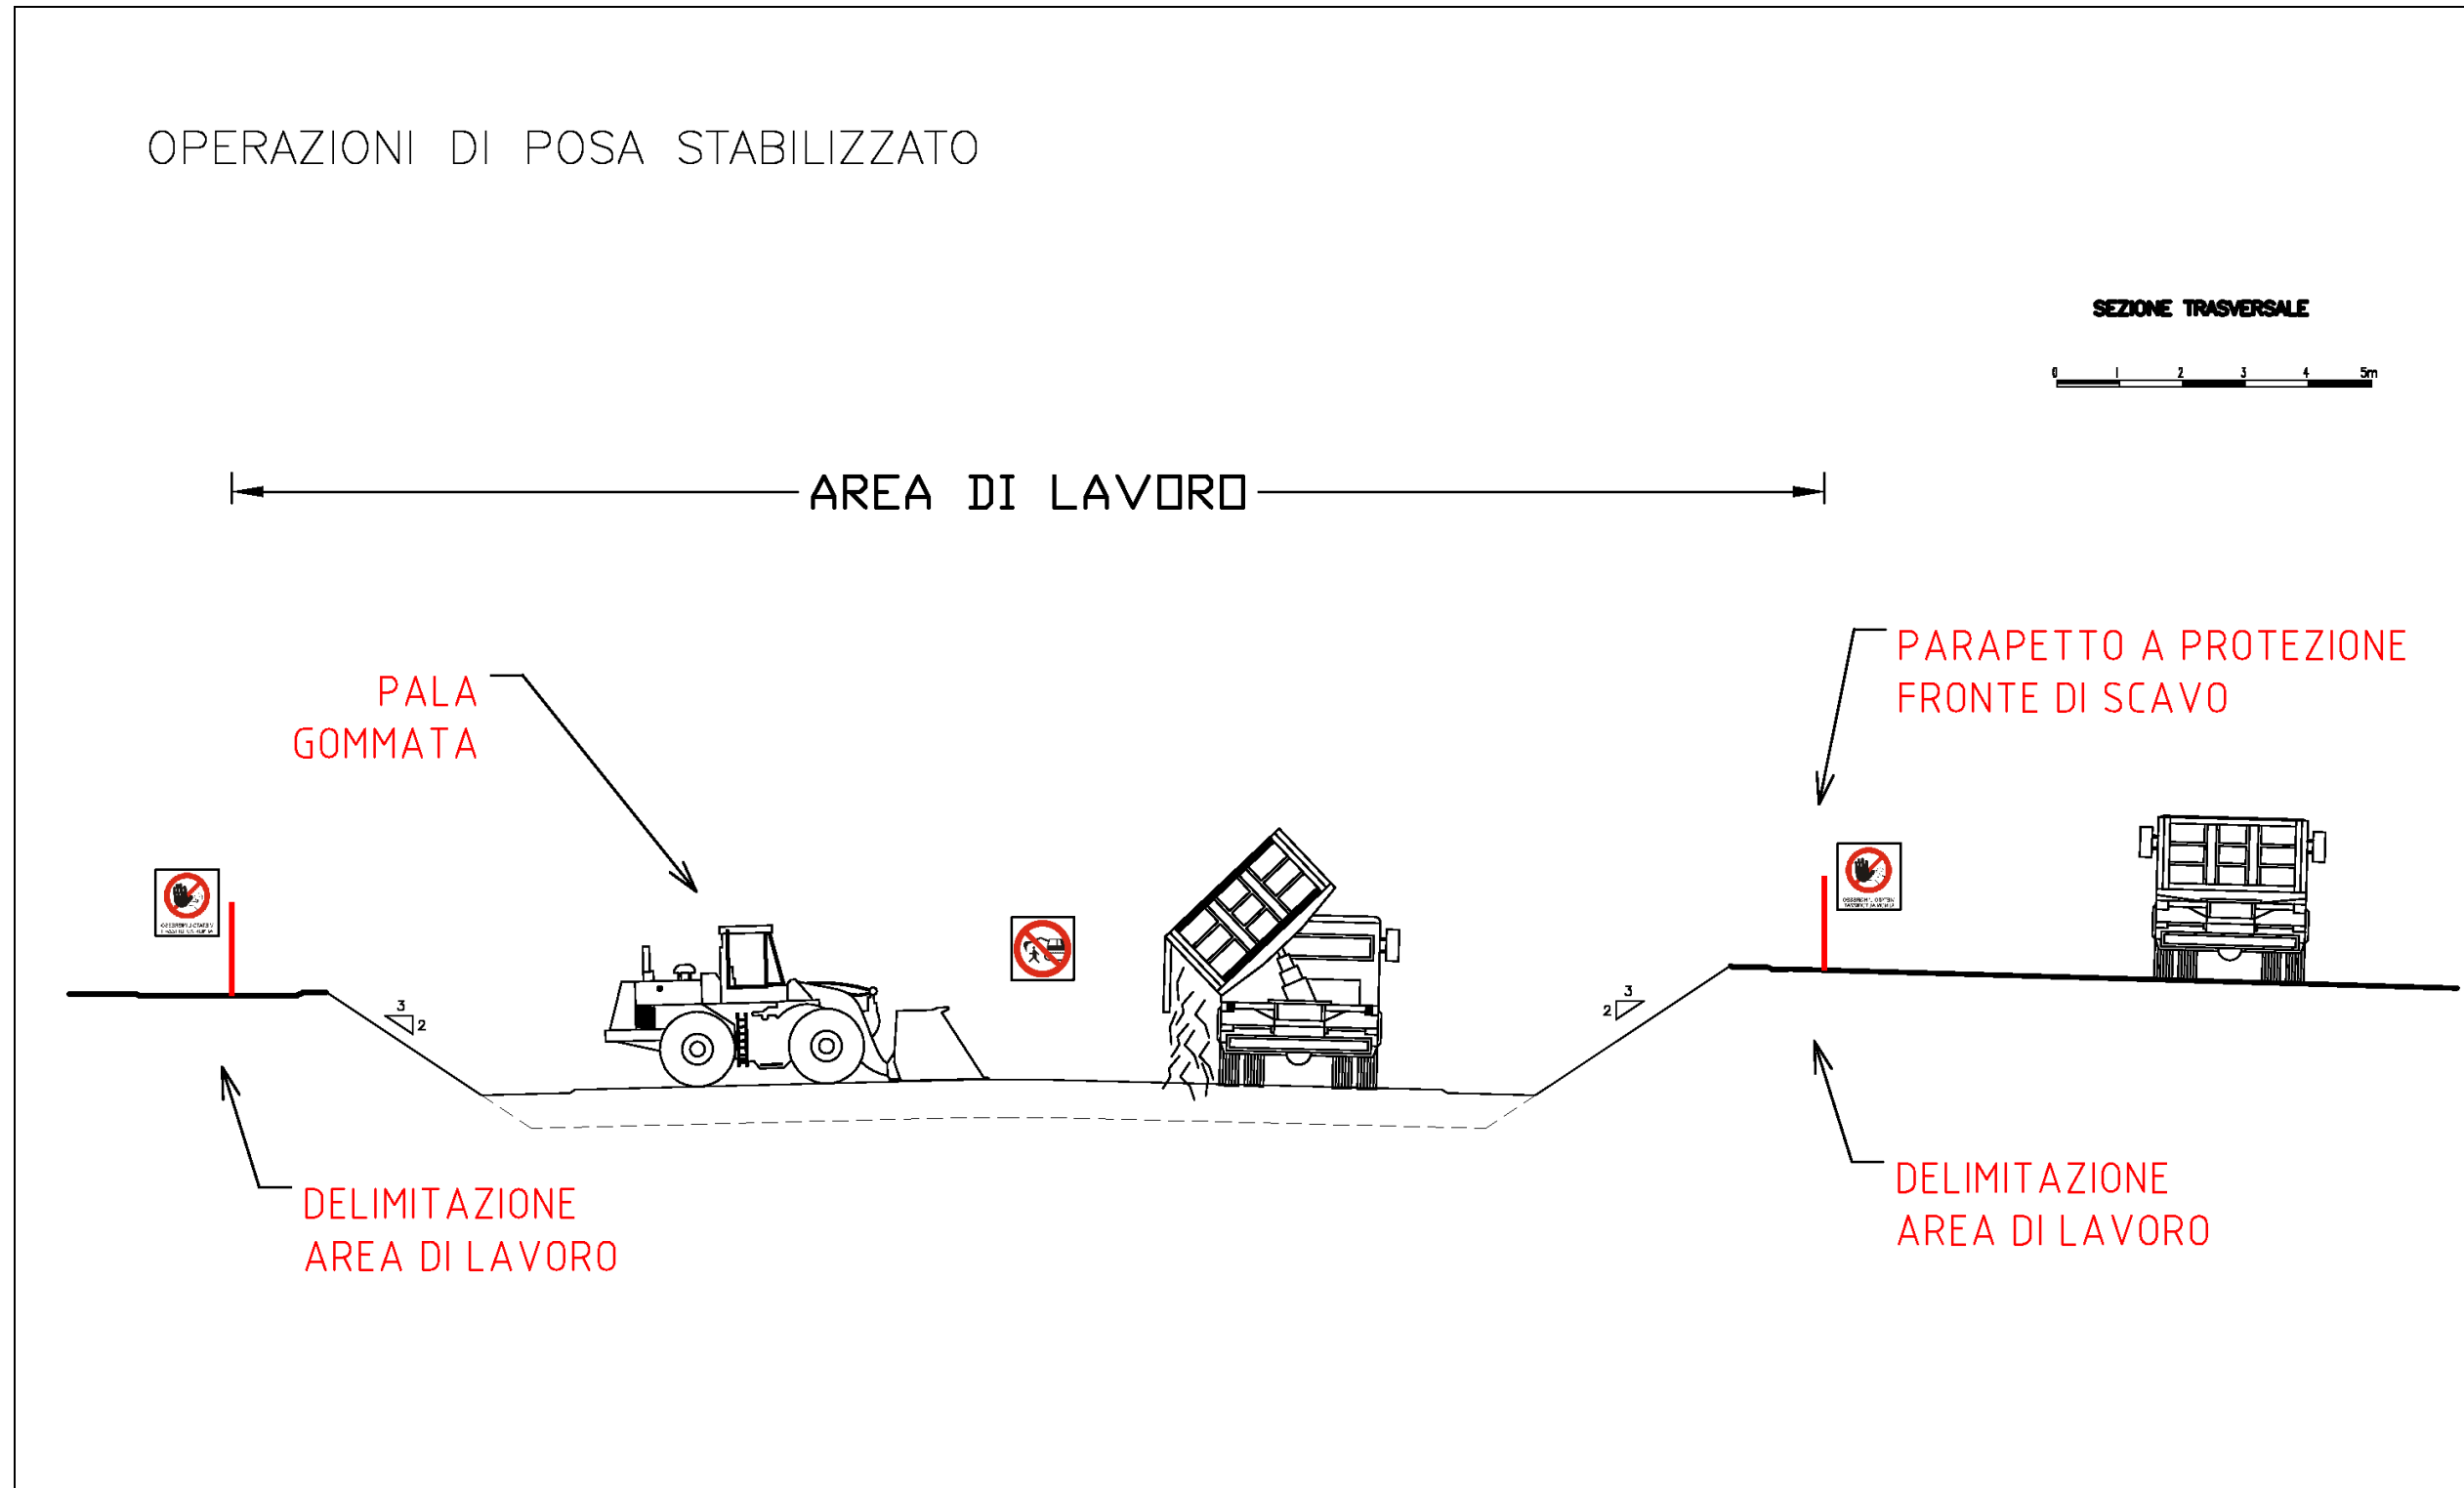 OPERAZIONI DI POSA STABILIZZATO
SEZIONE TRASVERSALE
0 1 2 3 4 5m
AREA DI LAVORO
PARAPETTO A PROTEZIONE
FRONTE DI SCAVO
PALA
GOMMATA
3
2
3
2
DELIMITAZIONE
AREA DI LAVORO
DELIMITAZIONE
AREA DI LAVORO